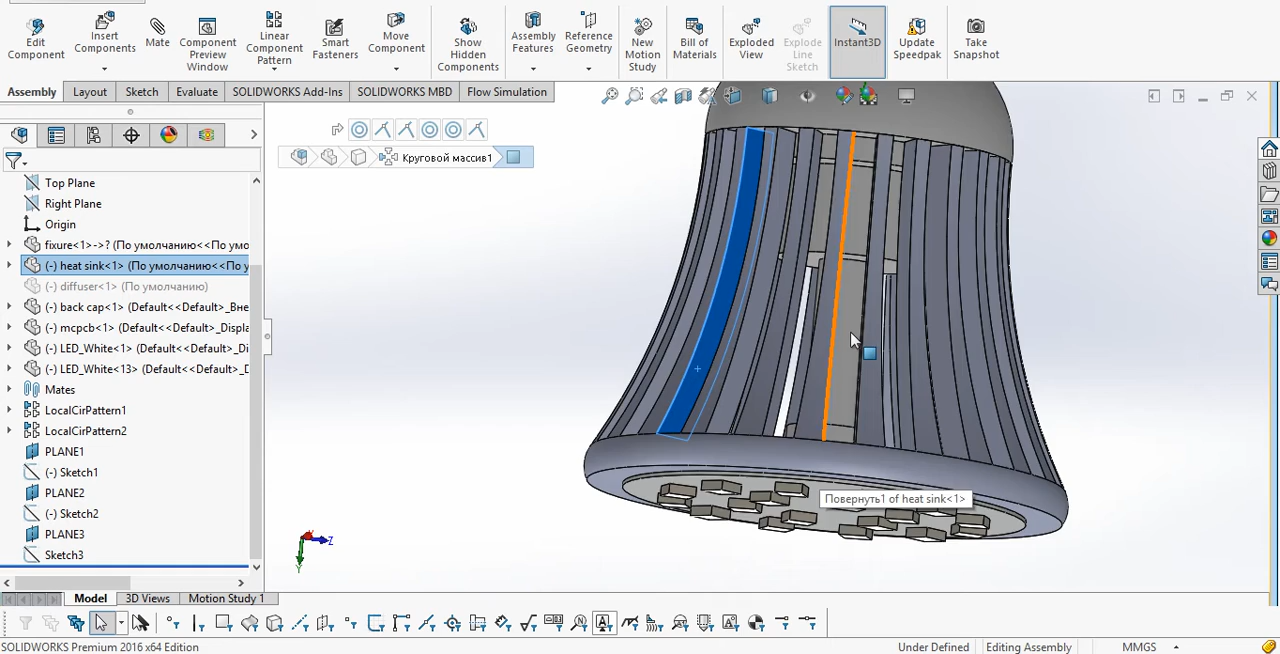 Edit Component
Insert Components
Mate
Component Preview Window
Linear Component Pattern
Smart Fasteners
Move Component
Show Hidden Components
Assembly Features
Reference Geometry
New Motion Study
Bill of Materials
Exploded View
Explode Line Sketch
Instant3D
Update Speedpak
Take Snapshot
Assembly Layout Sketch Evaluate SOLIDWORKS Add-Ins SOLIDWORKS MBD Flow Simulation
Круговой массив1
Top Plane
Right Plane
Origin
fixure<1>->? (По умолчанию<<По умо
(-) heat sink<1> (По умолчанию<<По у
(-) diffuser<1> (По умолчанию)
back cap<1> (Default<<Default>_Вне
(-) mcpcb<1> (Default<<Default>_Displa
(-) LED_White<1> (Default<<Default>_Di
(-) LED_White<13> (Default<<Default>_D
Mates
LocalCirPattern1
LocalCirPattern2
PLANE1
(-) Sketch1
PLANE2
(-) Sketch2
PLANE3
Sketch3
Повернуть1 of heat sink<1>
Z
Y
Model 3D Views Motion Study 1
SOLIDWORKS Premium 2016 x64 Edition
Under Defined Editing Assembly MMGS